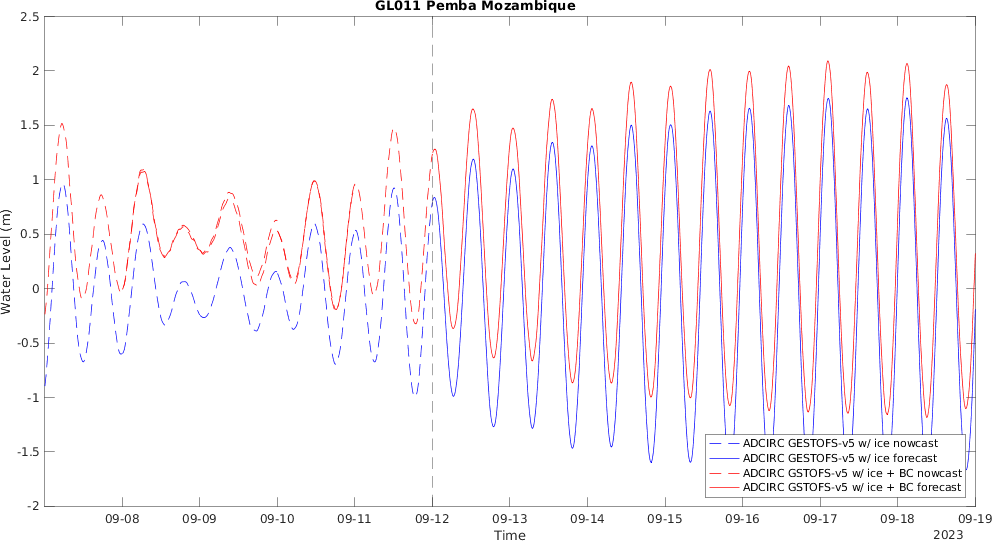 GL011 Pemba Mozambique
Water Level (m)
2.5
2
1.5
1
0.5
0
-0.5
-1
-1.5
-2
ADCIRC GESTOFS-v5 w/ ice nowcast
ADCIRC GESTOFS-v5 w/ ice forecast
ADCIRC GSTOFS-v5 w/ ice + BC nowcast
ADCIRC GSTOFS-v5 w/ ice + BC forecast
09-08 09-09 09-10 09-11 09-12 09-13 09-14 09-15 09-16 09-17 09-18 09-19
Time
2023